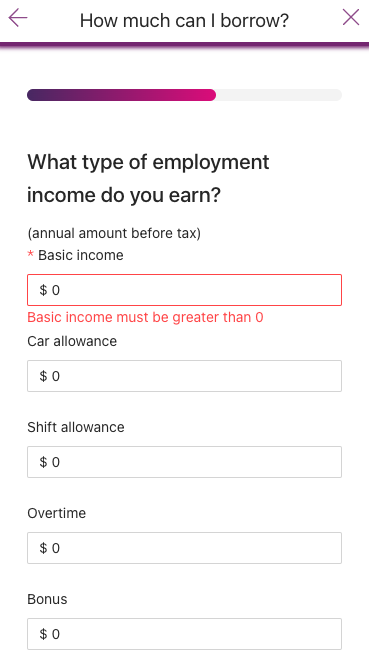 How much can I borrow?
What type of employment
income do you earn?
(annual amount before tax)
* Basic income
$ 0
Basic income must be greater than 0
Car allowance
$ 0
Shift allowance
$ 0
Overtime
$ 0
Bonus
$ 0